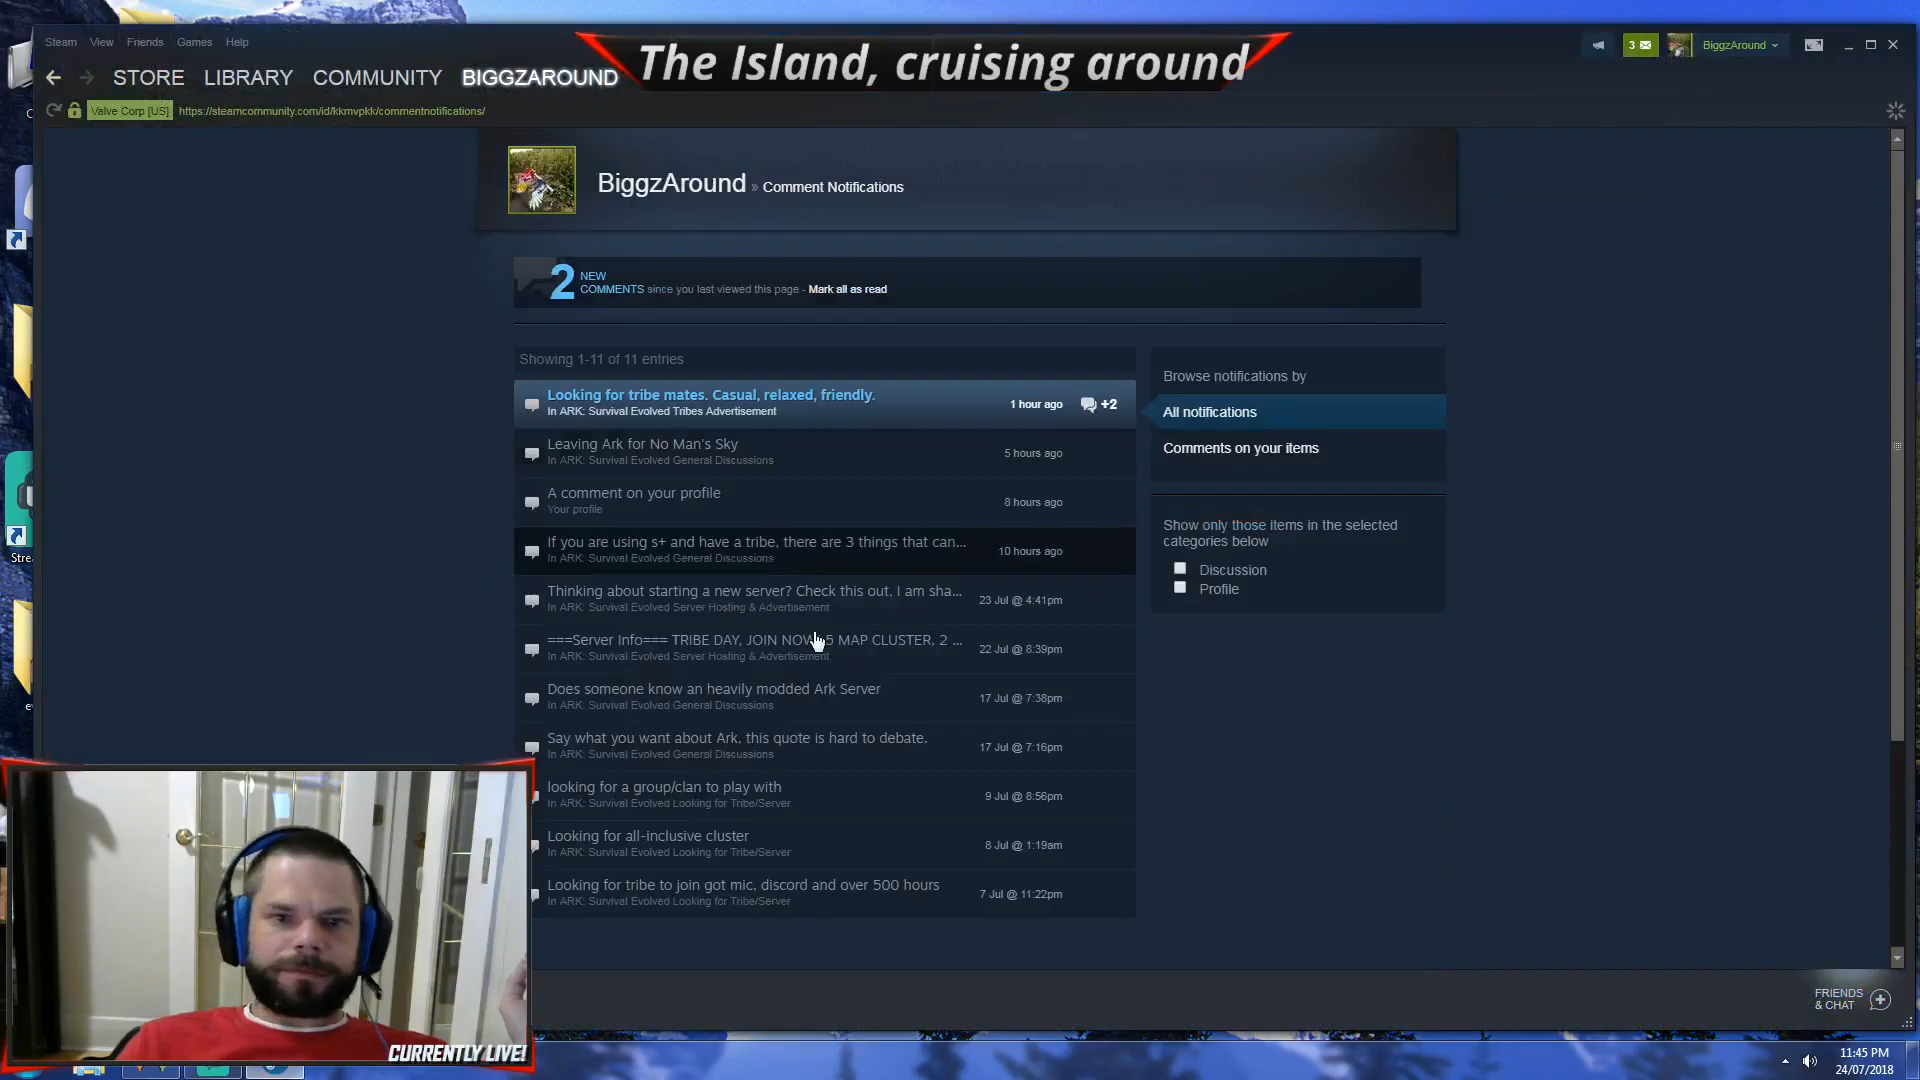 The Island, cruising around
Steam View Friends Games Help
3
BiggzAround
STORE LIBRARY COMMUNITY BIGGZAROUND
Valve Corp [US] https://steamcommunity.com/id/kkmvpkk/commentnotifications/
BiggzAround » Comment Notifications
2 NEW
COMMENTS since you last viewed this page - Mark all as read
Showing 1-11 of 11 entries
Looking for tribe mates. Casual, relaxed, friendly.
In ARK: Survival Evolved Tribes Advertisement
1 hour ago +2
Leaving Ark for No Man's Sky
In ARK: Survival Evolved General Discussions
5 hours ago
A comment on your profile
Your profile
8 hours ago
If you are using s+ and have a tribe, there are 3 things that can...
In ARK: Survival Evolved General Discussions
10 hours ago
Thinking about starting a new server? Check this out, I am sha...
In ARK: Survival Evolved Server Hosting & Advertisement
23 Jul @ 4:41pm
===Server Info=== TRIBE DAY, JOIN NOW 5 MAP CLUSTER, 2 ...
In ARK: Survival Evolved Server Hosting & Advertisement
22 Jul @ 8:39pm
Does someone know an heavily modded Ark Server
In ARK: Survival Evolved General Discussions
17 Jul @ 7:38pm
Say what you want about Ark, this quote is hard to debate.
In ARK: Survival Evolved General Discussions
17 Jul @ 7:16pm
looking for a group/clan to play with
In ARK: Survival Evolved Looking for Tribe/Server
9 Jul @ 8:56pm
Looking for all-inclusive cluster
In ARK: Survival Evolved Looking for Tribe/Server
8 Jul @ 1:19am
Looking for tribe to join got mic, discord and over 500 hours
In ARK: Survival Evolved Looking for Tribe/Server
7 Jul @ 11:22pm
Browse notifications by
All notifications
Comments on your items
Show only those items in the selected
categories below
Discussion
Profile
Stre
CURRENTLY LIVE!
FRIENDS
& CHAT
11:45 PM
24/07/2018